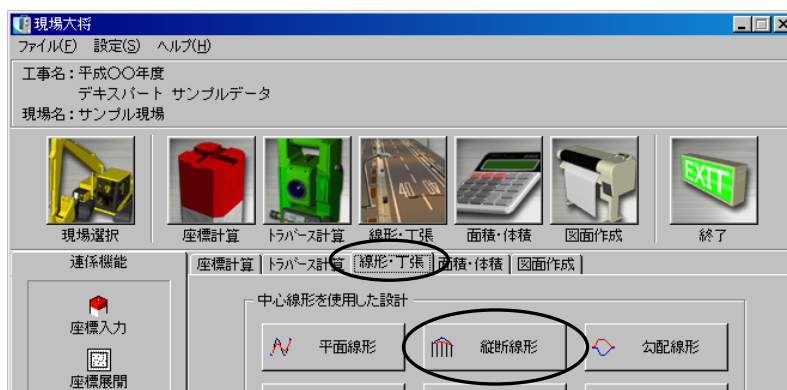 現場大将
ファイル(F) 設定(S) ヘルプ(H)
工事名：平成○○年度
デキスパート サンプルデータ
現場名：サンプル現場
現場選択 座標計算 トラバース計算 線形・丁張 面積・体積 図面作成 EXIT 終了
連係機能 座標計算 トラバース計算 線形・丁張 面積・体積 図面作成
中心線形を使用した設計
座標入力
平面線形 縦断線形 勾配線形
座標展開